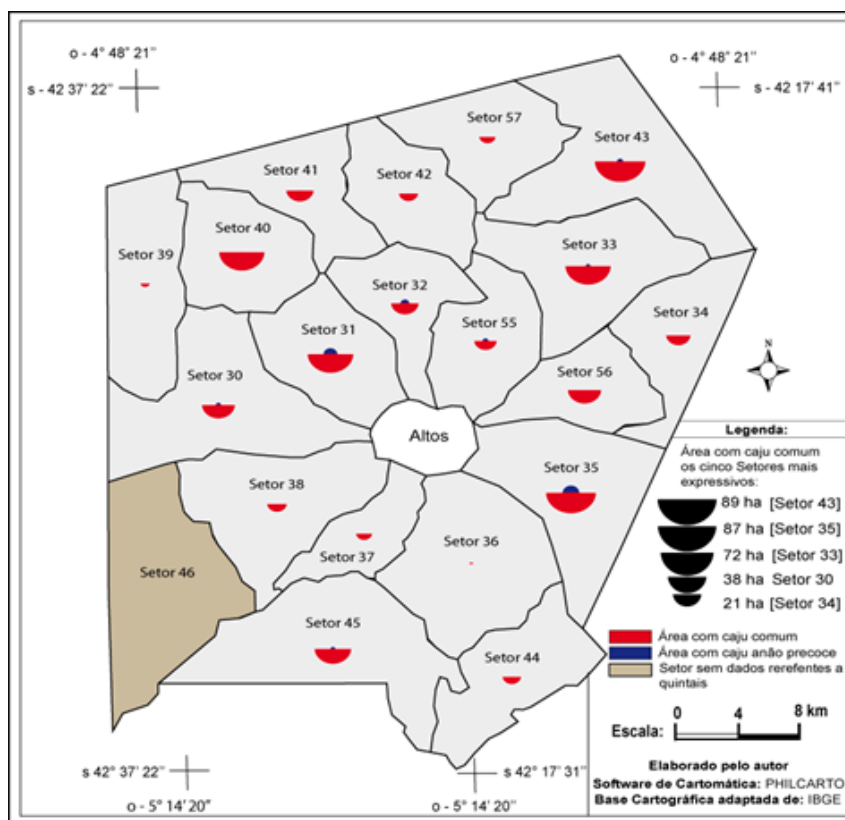 o - 4° 48" 21"
s - 42 37' 22"
o - 4° 48" 21"
s - 42 17' 41"
Setor 57
Setor 43
Setor 41
Setor 42
Setor 40
Setor 39
Setor 33
Setor 32
Setor 34
Setor 31
Setor 55
Setor 56
Setor 30
Altos
Setor 35
Setor 38
Setor 36
Setor 37
Setor 46
Setor 45
Setor 44
Legenda:
Área com caju comum
os cinco Setores mais
expressivos:
89 ha [Setor 43]
87 ha [Setor 35]
72 ha [Setor 33]
38 ha Setor 30
21 ha [Setor 34]
Área com caju comum
Área com caju anão precoce
Setor sem dados rerefentes a
quintais
Escala: 0 4 8 km
s 42° 37' 22"
o - 5° 14' 20"
s 42° 17' 31"
o - 5° 14' 20"
Elaborado pelo autor
Software de Cartomática: PHILCARTO
Base Cartográfica adaptada de: IBGE
N